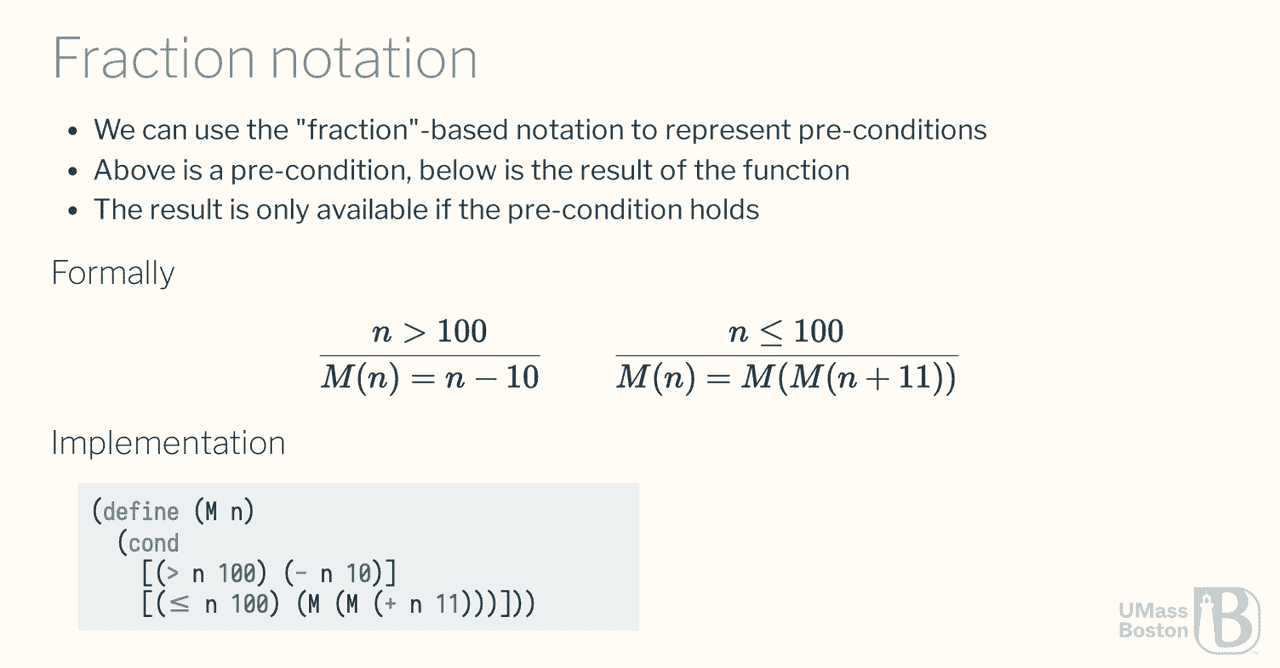 Fraction notation
• We can use the "fraction"-based notation to represent pre-conditions
• Above is a pre-condition, below is the result of the function
• The result is only available if the pre-condition holds
Formally
n > 100
M(n) = n − 10
n ≤ 100
M(n) = M(M(n + 11))
Implementation
(define (M n)
  (cond
    [(> n 100) (- n 10)]
    [(≤ n 100) (M (M (+ n 11)))]))
UMass
Boston
B